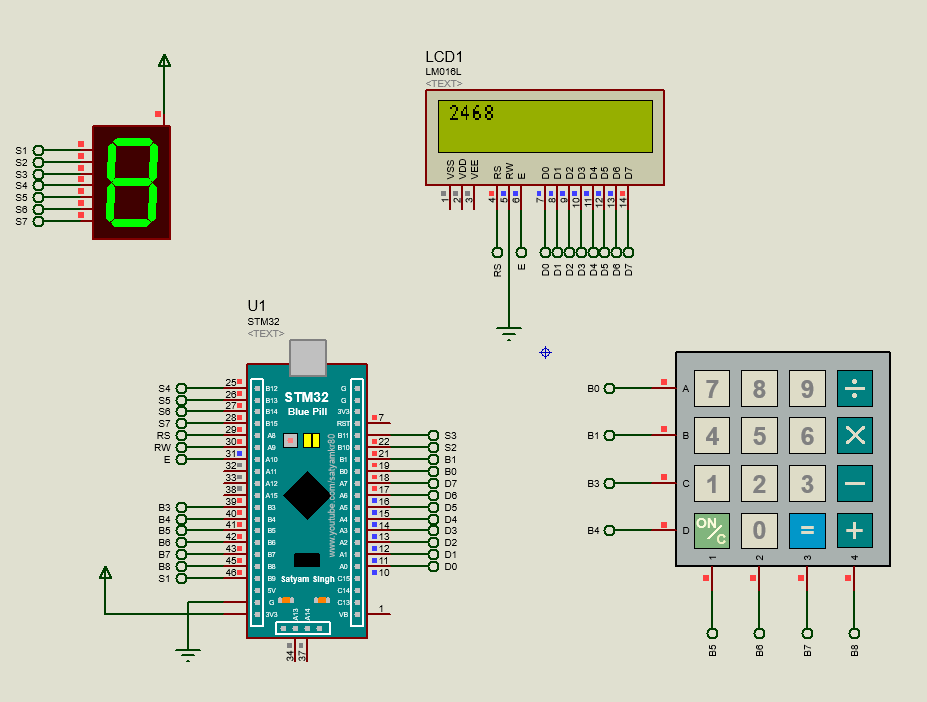 LCD1
LM016L
<TEXT>
2468
VSS VDD VEE RS RW E D0 D1 D2 D3 D4 D5 D6 D7
1 2 3 4 5 6 7 8 9 10 11 12 13 14
RS E D0 D1 D2 D3 D4 D5 D6 D7
S1
S2
S3
S4
S5
S6
S7
U1
STM32
<TEXT>
STM32
Blue Pill
www.youtube.com/satyamkr80
Satyam Singh
S4 25 B12
S5 26 B13
S6 27 B14
S7 28 B15
RS 29 A8
RW 30 A9
E 31 A10
32 A11
33 A12
38 A15
B3 39 B3
B4 40 B4
B5 41 B5
B6 42 B6
B7 43 B7
B8 45 B8
S1 46 B9
5V
G
3V3
G
G
3V3
RST 7
B11 22 S3
B10 21 S2
B1 19 B1
B0 18 B0
A7 17 D7
A6 16 D6
A5 15 D5
A4 14 D4
A3 13 D3
A2 12 D2
A1 11 D1
A0 10 D0
C15
C14
C13
VB 1
A13 A14
34 37
B0 A 7 8 9 ÷
B1 B 4 5 6 ×
B3 C 1 2 3 −
B4 D ON/C 0 = +
1 2 3 4
B5 B6 B7 B8